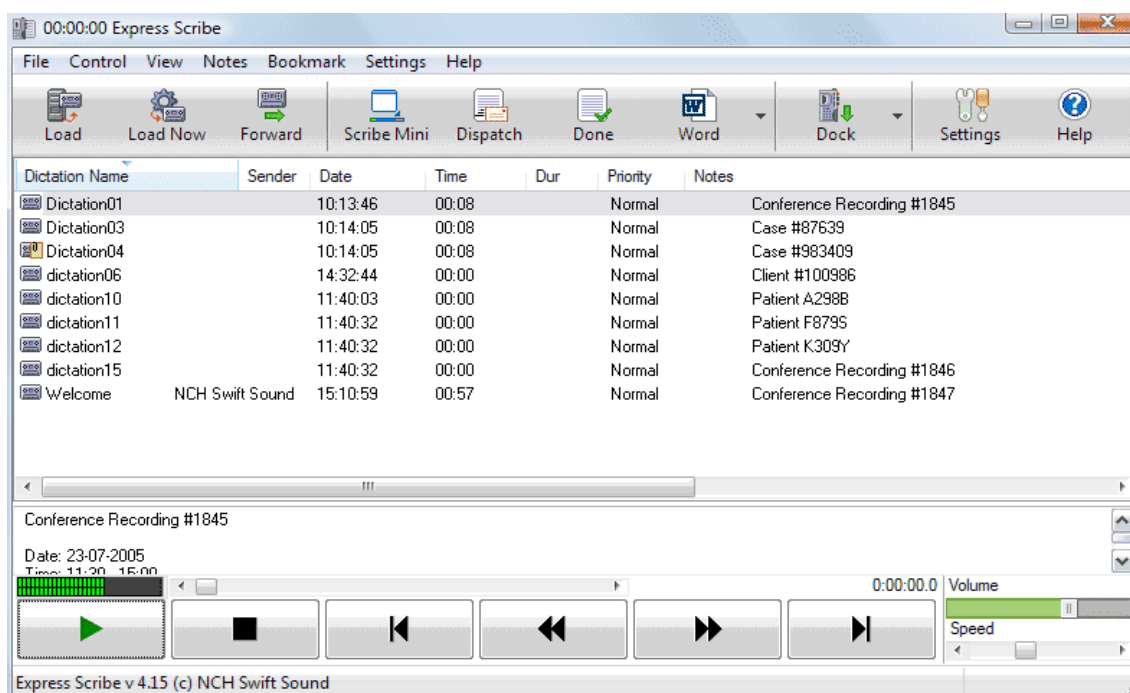 00:00:00 Express Scribe
File Control View Notes Bookmark Settings Help
Load Load Now Forward Scribe Mini Dispatch Done Word Dock Settings Help
Dictation Name Sender Date Time Dur Priority Notes
Dictation01 10:13:46 00:08 Normal Conference Recording #1845
Dictation03 10:14:05 00:08 Normal Case #87639
Dictation04 10:14:05 00:08 Normal Case #983409
dictation06 14:32:44 00:00 Normal Client #100986
dictation10 11:40:03 00:00 Normal Patient A298B
dictation11 11:40:32 00:00 Normal Patient F879S
dictation12 11:40:32 00:00 Normal Patient K309Y
dictation15 11:40:32 00:00 Normal Conference Recording #1846
Welcome NCH Swift Sound 15:10:59 00:57 Normal Conference Recording #1847
Conference Recording #1845
Date: 23-07-2005
Time: 11:30 15:00
0:00:00.0 Volume
Speed
Express Scribe v 4.15 (c) NCH Swift Sound